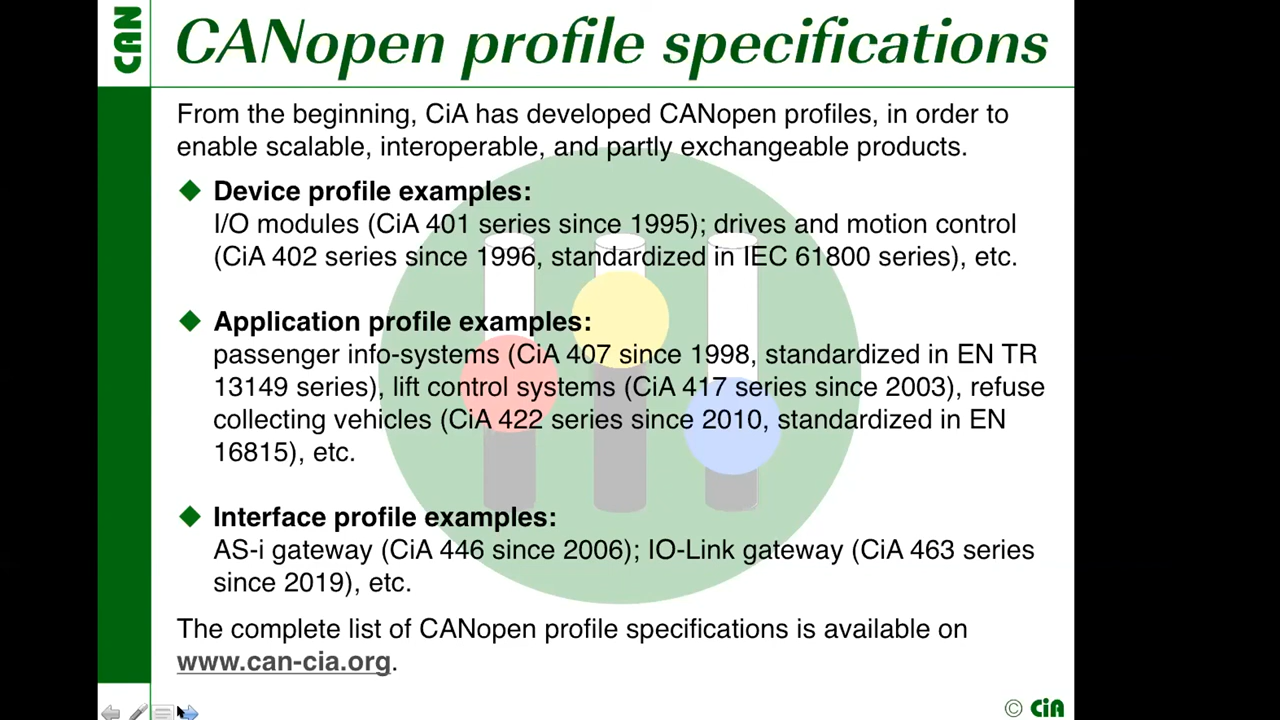 CAN
CANopen profile specifications
From the beginning, CiA has developed CANopen profiles, in order to
enable scalable, interoperable, and partly exchangeable products.
Device profile examples:
I/O modules (CiA 401 series since 1995); drives and motion control
(CiA 402 series since 1996, standardized in IEC 61800 series), etc.
Application profile examples:
passenger info-systems (CiA 407 since 1998, standardized in EN TR
13149 series), lift control systems (CiA 417 series since 2003), refuse
collecting vehicles (CiA 422 series since 2010, standardized in EN
16815), etc.
Interface profile examples:
AS-i gateway (CiA 446 since 2006); IO-Link gateway (CiA 463 series
since 2019), etc.
The complete list of CANopen profile specifications is available on
www.can-cia.org.
© CiA